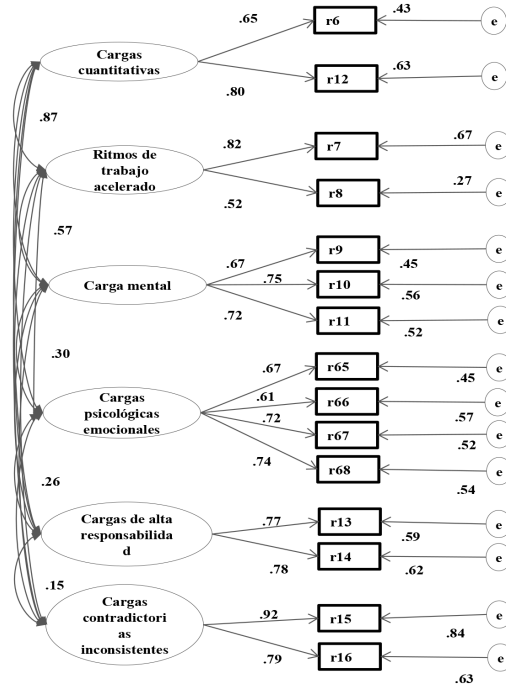 .65
r6
.43
e
Cargas
cuantitativas
.80
r12
.63
e
.87
Ritmos de
trabajo
acelerado
.82
r7
.67
e
.52
r8
.27
e
.57
Carga mental
.67
r9
.45
e
.75
r10
.56
e
.72
r11
.52
e
.30
Cargas
psicológicas
emocionales
.67
r65
.45
e
.61
r66
.57
e
.72
r67
.52
e
.74
r68
.54
e
.26
Cargas de alta
responsabilida
d
.77
r13
.59
e
.78
r14
.62
e
.15
Cargas
contradictori
as
inconsistentes
.92
r15
.84
e
.79
r16
.63
e